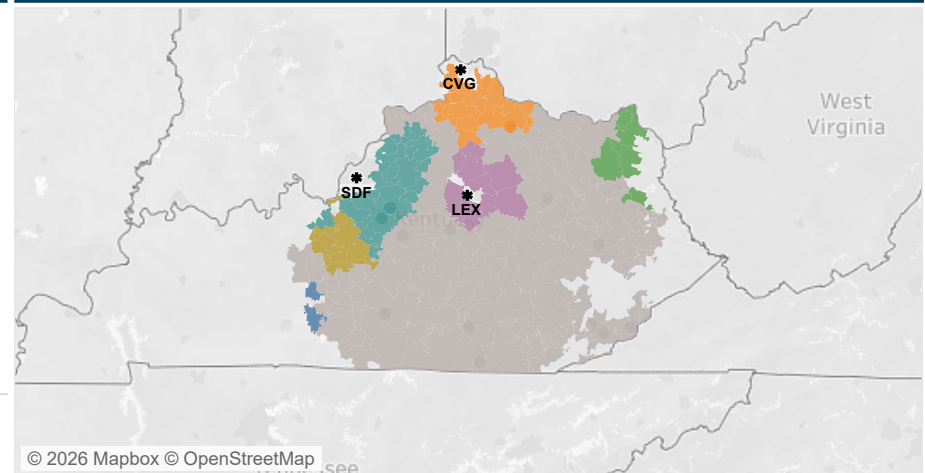 ✱
CVG
West
Virginia
✱
SDF
✱
LEX
© 2026 Mapbox © OpenStreetMap